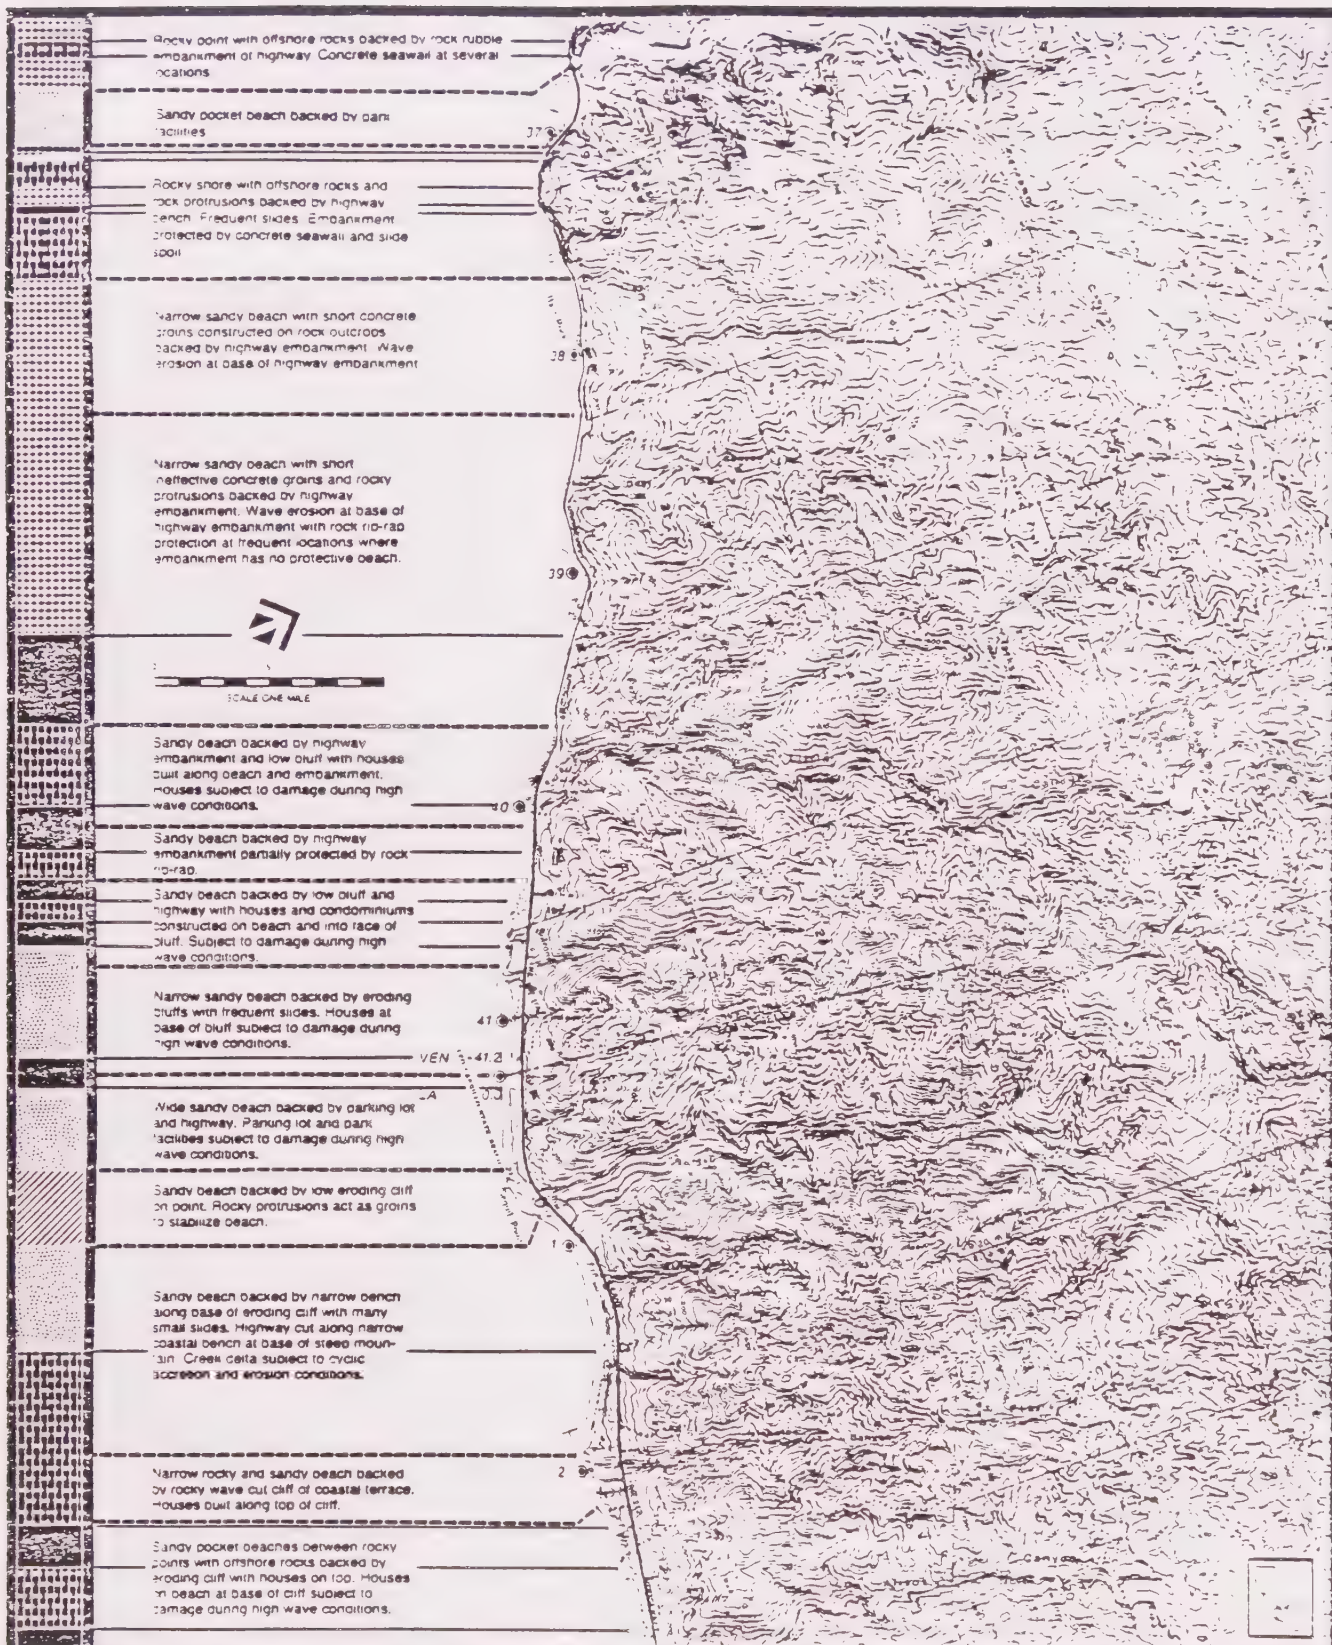 Rocky point with offshore rocks backed by rock rubble
embankment of highway. Concrete seawall at several
locations
Sandy pocket beach backed by park
facilities
37
Rocky shore with offshore rocks and
rock protrusions backed by highway
bench. Frequent slides. Embankment
protected by concrete seawall and slide
spoil
Narrow sandy beach with short concrete
groins constructed on rock outcrops
backed by highway embankment. Wave
erosion at base of highway embankment
38
Narrow sandy beach with short
ineffective concrete groins and rocky
protrusions backed by highway
embankment. Wave erosion at base of
highway embankment with rock rip-rap
protection at frequent locations where
embankment has no protective beach.
39
SCALE ONE MILE
Sandy beach backed by highway
embankment and low bluff with houses
built along beach and embankment.
Houses subject to damage during high
wave conditions.
40
Sandy beach backed by highway
embankment partially protected by rock
rip-rap.
Sandy beach backed by low bluff and
highway with houses and condominiums
constructed on beach and into face of
bluff. Subject to damage during high
wave conditions.
Narrow sandy beach backed by eroding
bluffs with frequent slides. Houses at
base of bluff subject to damage during
high wave conditions.
41
VEN 41.2
LA 0.0
Wide sandy beach backed by parking lot
and highway. Parking lot and park
facilities subject to damage during high
wave conditions.
Sandy beach backed by low eroding cliff
on point. Rocky protrusions act as groins
to stabilize beach.
1
Sandy beach backed by narrow bench
along base of eroding cliff with many
small slides. Highway cut along narrow
coastal bench at base of steep moun-
tain. Creek delta subject to cyclic
accretion and erosion conditions.
2
Narrow rocky and sandy beach backed
by rocky wave cut cliff of coastal terrace.
Houses built along top of cliff.
Sandy pocket beaches between rocky
points with offshore rocks backed by
eroding cliff with houses on top. Houses
on beach at base of cliff subject to
damage during high wave conditions.
Canyon